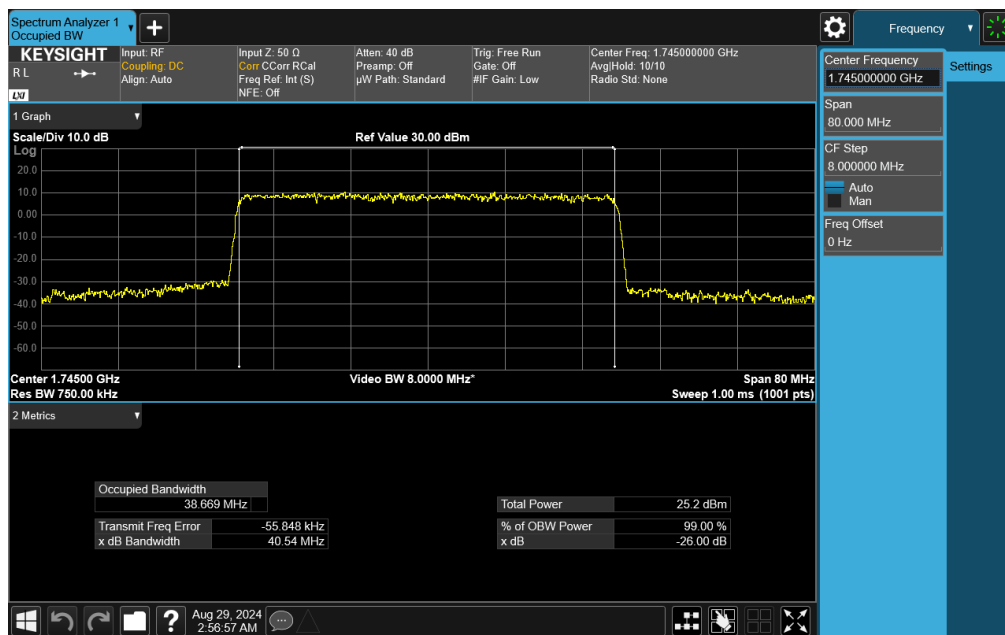 Spectrum Analyzer 1
Occupied BW
+
Frequency
KEYSIGHT
R L
LXI
Input: RF
Coupling: DC
Align: Auto
Input Z: 50 Ω
Corr CCorr RCal
Freq Ref: Int (S)
NFE: Off
Atten: 40 dB
Preamp: Off
µW Path: Standard
Trig: Free Run
Gate: Off
#IF Gain: Low
Center Freq: 1.745000000 GHz
Avg|Hold: 10/10
Radio Std: None
Center Frequency
1.745000000 GHz
Settings
Span
80.000 MHz
CF Step
8.000000 MHz
Auto
Man
Freq Offset
0 Hz
1 Graph
Scale/Div 10.0 dB
Ref Value 30.00 dBm
Log
20.0
10.0
0.00
-10.0
-20.0
-30.0
-40.0
-50.0
-60.0
Center 1.74500 GHz
Video BW 8.0000 MHz*
Span 80 MHz
Res BW 750.00 kHz
Sweep 1.00 ms (1001 pts)
2 Metrics
Occupied Bandwidth
38.669 MHz
Total Power 25.2 dBm
Transmit Freq Error -55.848 kHz
% of OBW Power 99.00 %
x dB Bandwidth 40.54 MHz
x dB -26.00 dB
?
Aug 29, 2024
2:56:57 AM